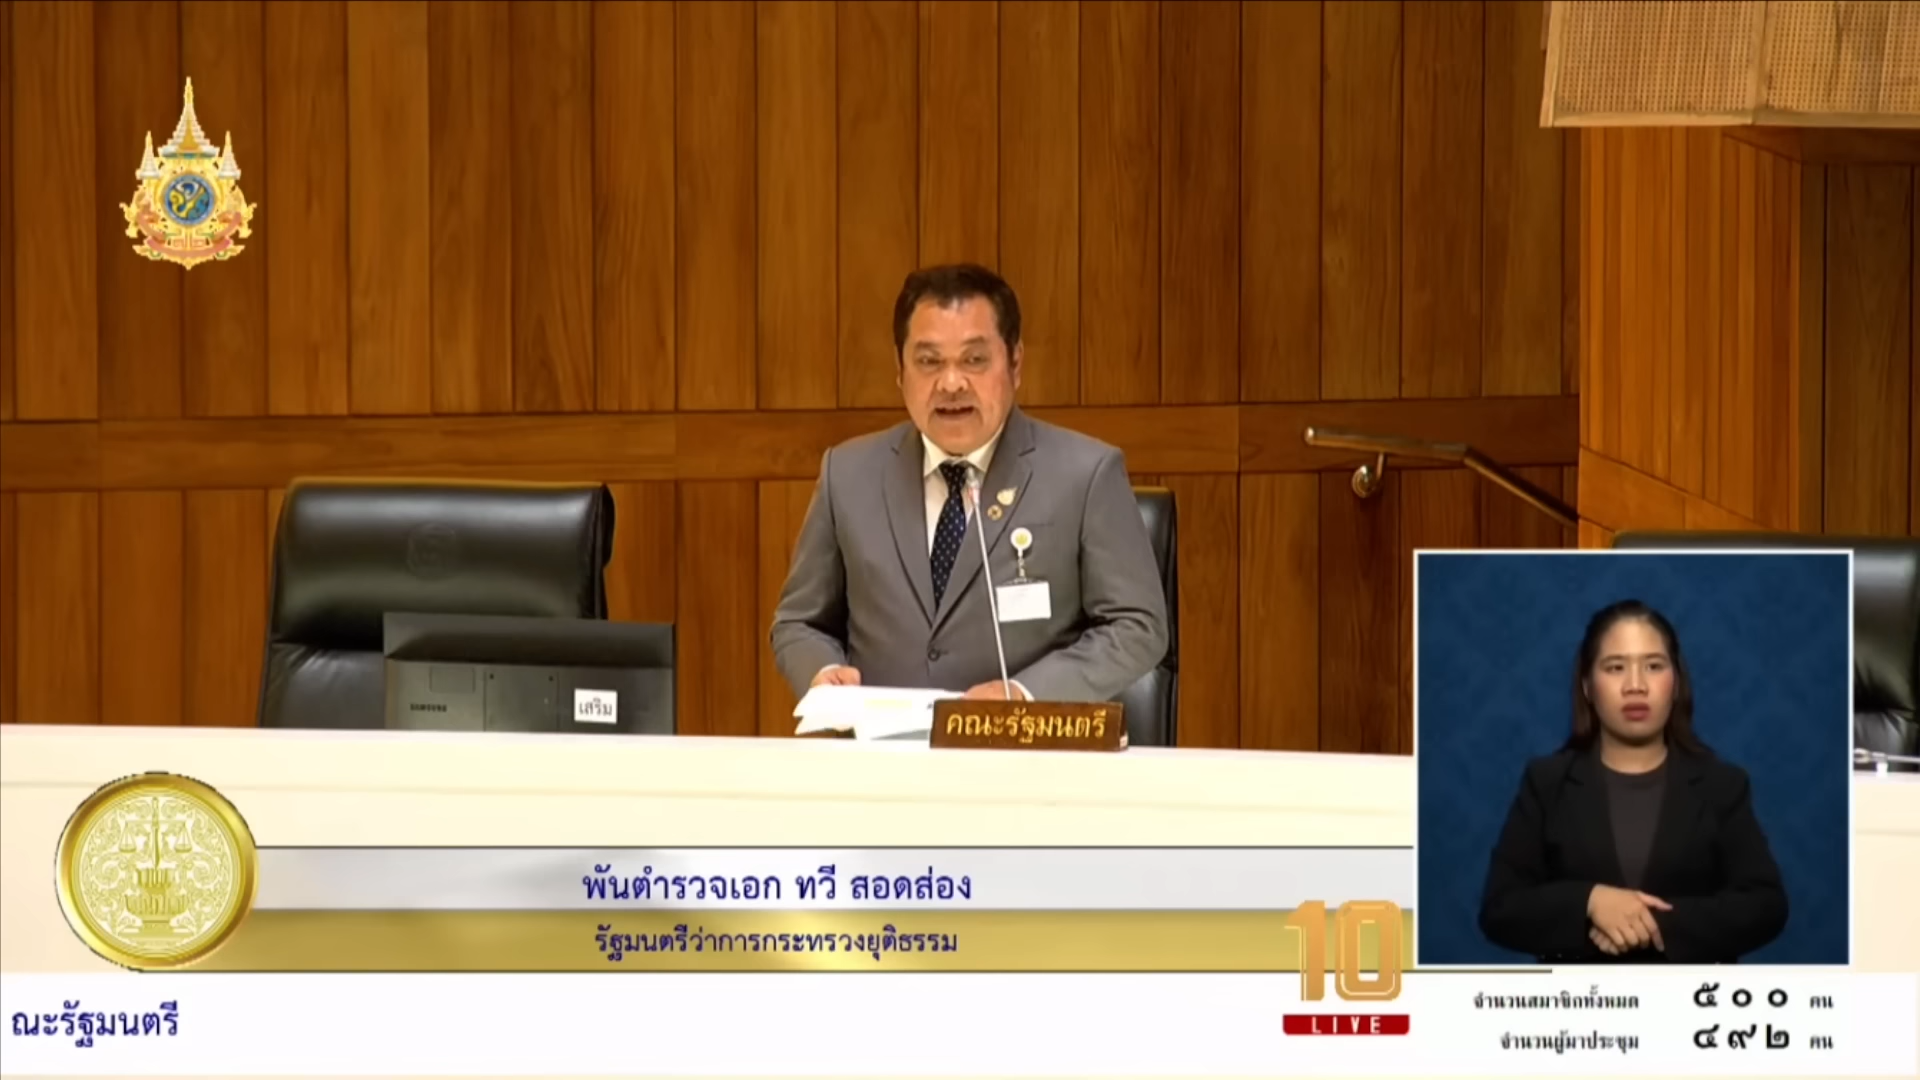 SAMSUNG
เสริม
คณะรัฐมนตรี
พันตำรวจเอก ทวี สอดส่อง
รัฐมนตรีว่าการกระทรวงยุติธรรม
10
LIVE
จำนวนสมาชิกทั้งหมด ๕๐๐ คน
จำนวนผู้มาประชุม ๔๙๒ คน
ณะรัฐมนตรี